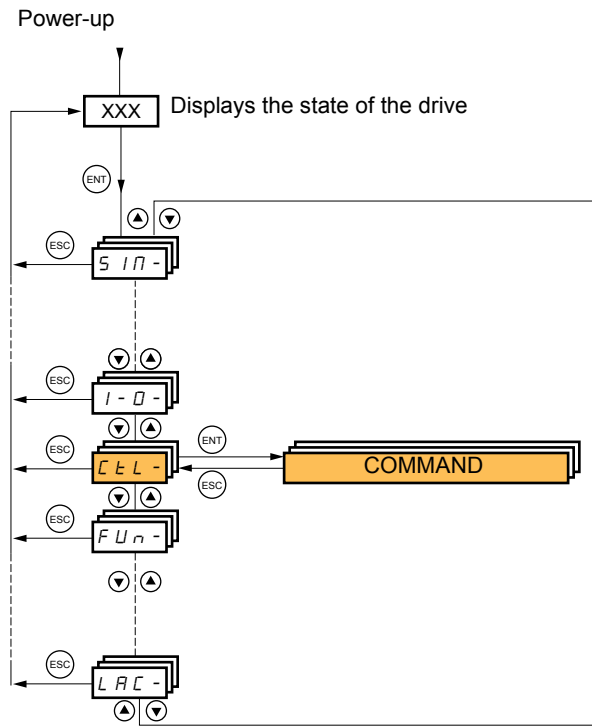 Power-up
XXX Displays the state of the drive
ENT
ESC
SIM-
ESC
I-O-
ESC
ENT
CtL-
COMMAND
ESC
ESC
FUn-
ESC
LAC-